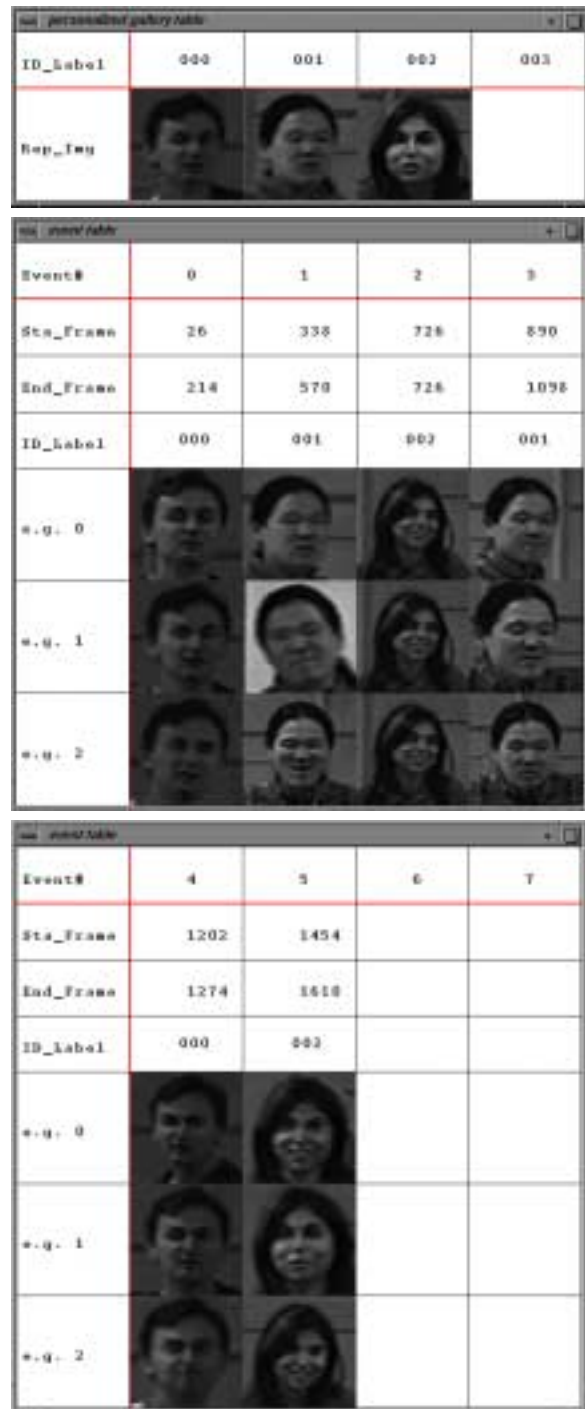 personalized gallery table
ID_Label 000 001 002 003
Rep_Img
event table
Event# 0 1 2 3
Sta_Frame 26 338 726 890
End_Frame 214 570 726 1098
ID_Label 000 001 002 001
e.g. 0
e.g. 1
e.g. 2
event table
Event# 4 5 6 7
Sta_Frame 1202 1454
End_Frame 1274 1618
ID_Label 000 002
e.g. 0
e.g. 1
e.g. 2